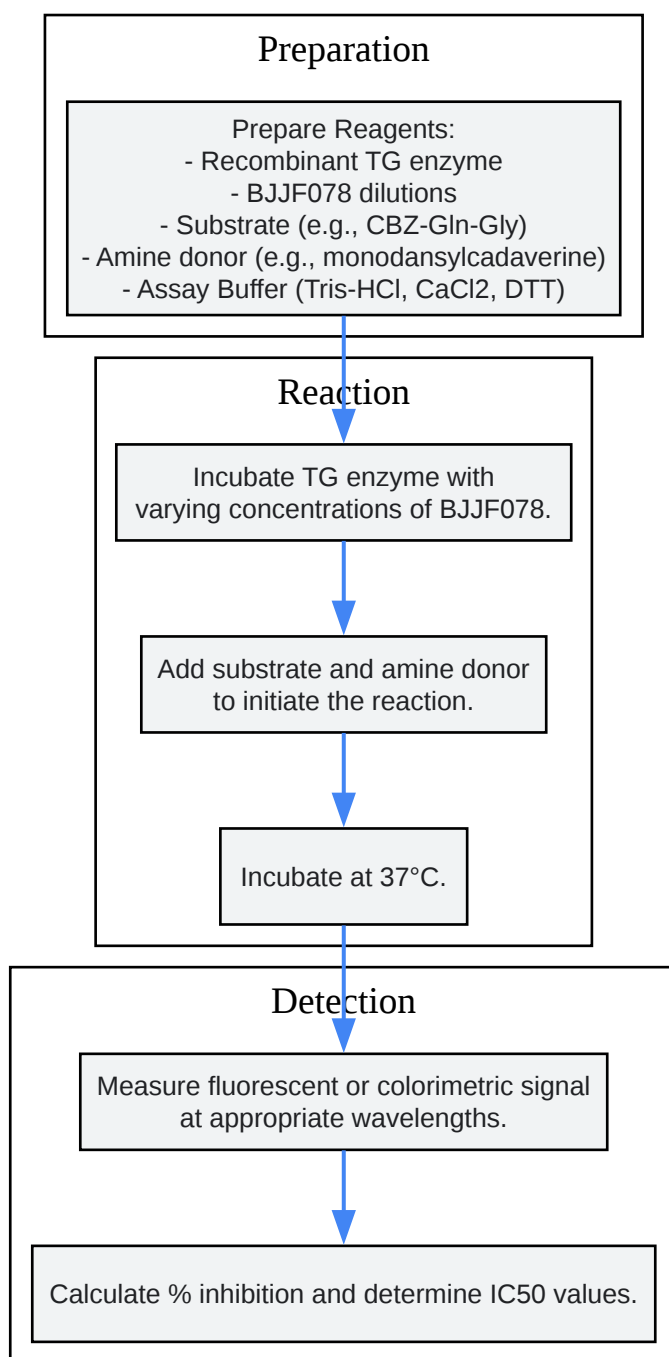 Preparation
Prepare Reagents:
- Recombinant TG enzyme
- BJJF078 dilutions
- Substrate (e.g., CBZ-Gln-Gly)
- Amine donor (e.g., monodansylcadaverine)
- Assay Buffer (Tris-HCl, CaCl2, DTT)
Reaction
Incubate TG enzyme with
varying concentrations of BJJF078.
Add substrate and amine donor
to initiate the reaction.
Incubate at 37°C.
Detection
Measure fluorescent or colorimetric signal
at appropriate wavelengths.
Calculate % inhibition and determine IC50 values.